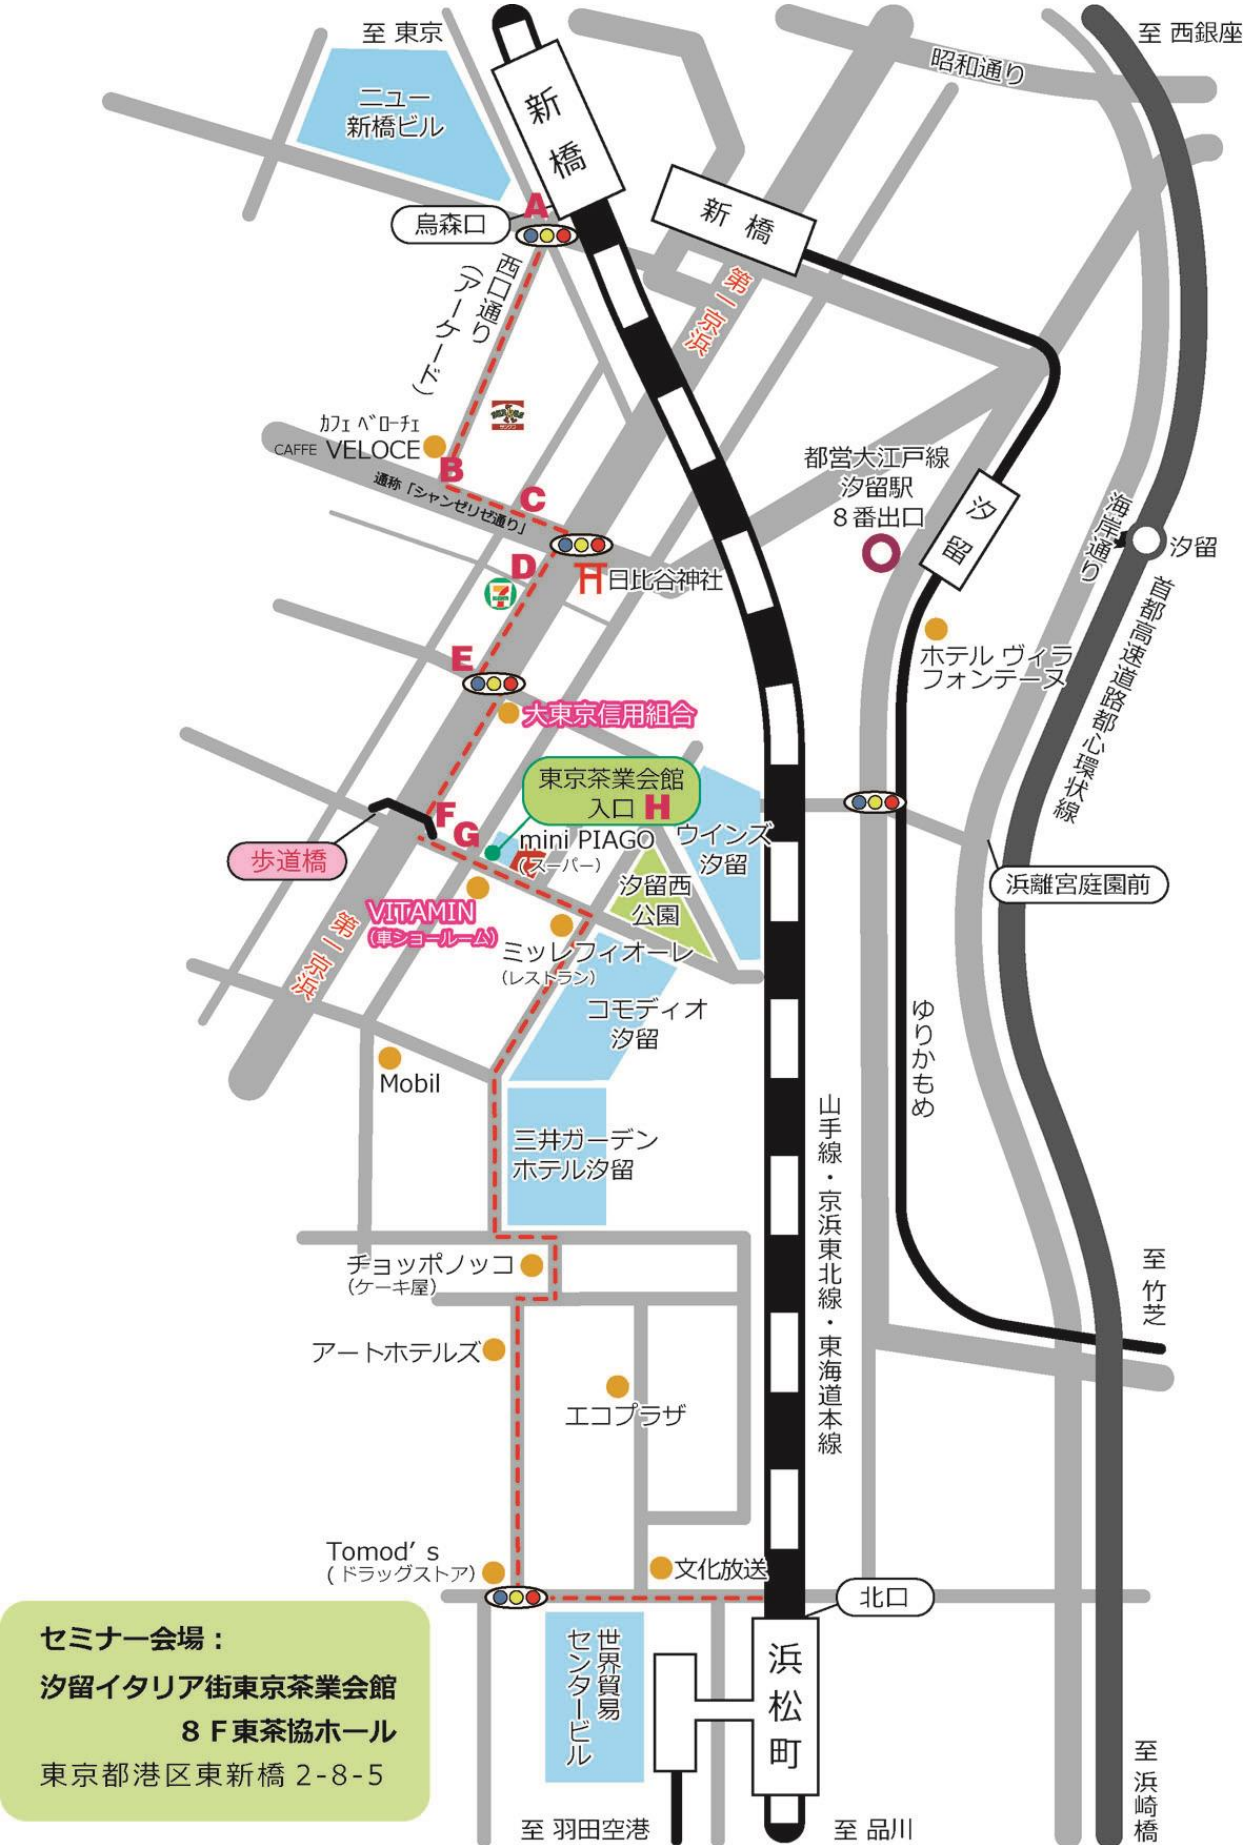 至 東京
至 西銀座
昭和通り
ニュー
新橋ビル
新橋
新橋
A
烏森口
西口通り
(アーケード)
第一京浜
カフェ ベローチェ
CAFFE VELOCE
B
C
通称「シャンゼリゼ通り」
都営大江戸線
汐留駅
8番出口
汐留
海岸通り
汐留
D
日比谷神社
首都高速道路都心環状線
E
ホテル ヴィラ
フォンテーヌ
大東京信用組合
東京茶業会館
入口 H
F
G
mini PIAGO
(スーパー)
ウインズ
汐留
歩道橋
汐留西
公園
浜離宮庭園前
VITAMIN
(車ショールーム)
第一京浜
ミッレフィオーレ
(レストラン)
コモディオ
汐留
ゆりかもめ
Mobil
山手線・京浜東北線・東海道本線
三井ガーデン
ホテル汐留
チョッポノッコ
(ケーキ屋)
至 竹芝
アートホテルズ
エコプラザ
Tomod's
(ドラッグストア)
文化放送
北口
セミナー会場:
汐留イタリア街東京茶業会館
8F東茶協ホール
東京都港区東新橋 2-8-5
世界貿易
センタービル
浜松町
至 浜崎橋
至 羽田空港
至 品川